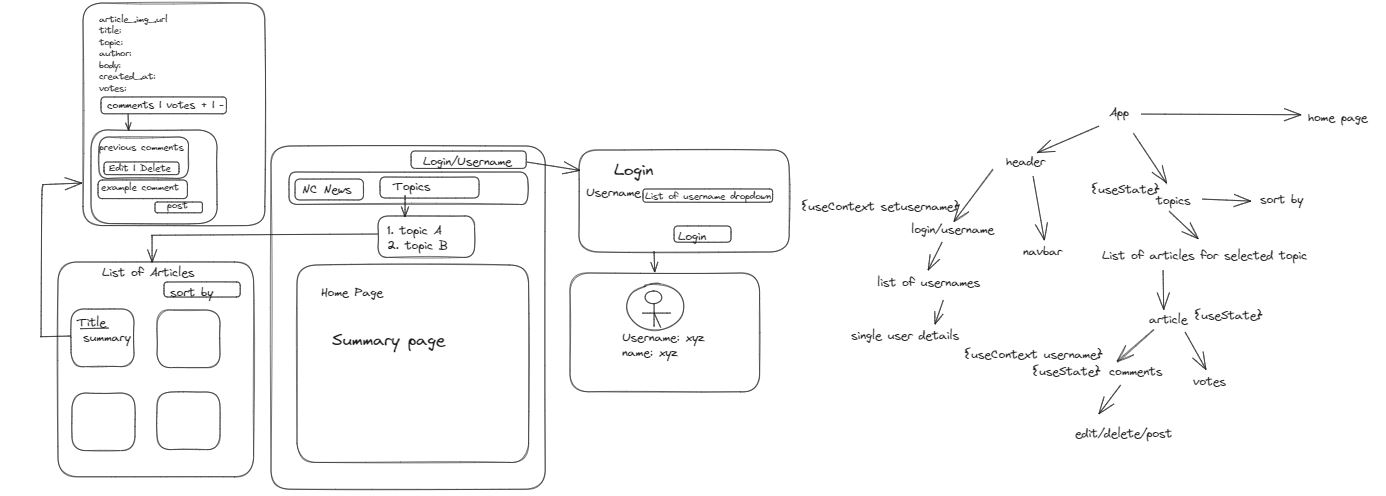 article_img_url
title:
topic:
author:
body:
created_at:
votes:
comments | votes + | -
previous comments
Edit | Delete
example comment
post
List of Articles
sort by
Title
summary
Login/Username
NC News
Topics
1. topic A
2. topic B
Home Page
Summary page
Login
Username
List of username dropdown
Login
Username: xyz
name: xyz
App
home page
header
{useState}
topics
sort by
{useContext setusername}
login/username
navbar
List of articles for selected topic
list of usernames
single user details
article {useState}
{useContext username}
{useState} comments
votes
edit/delete/post